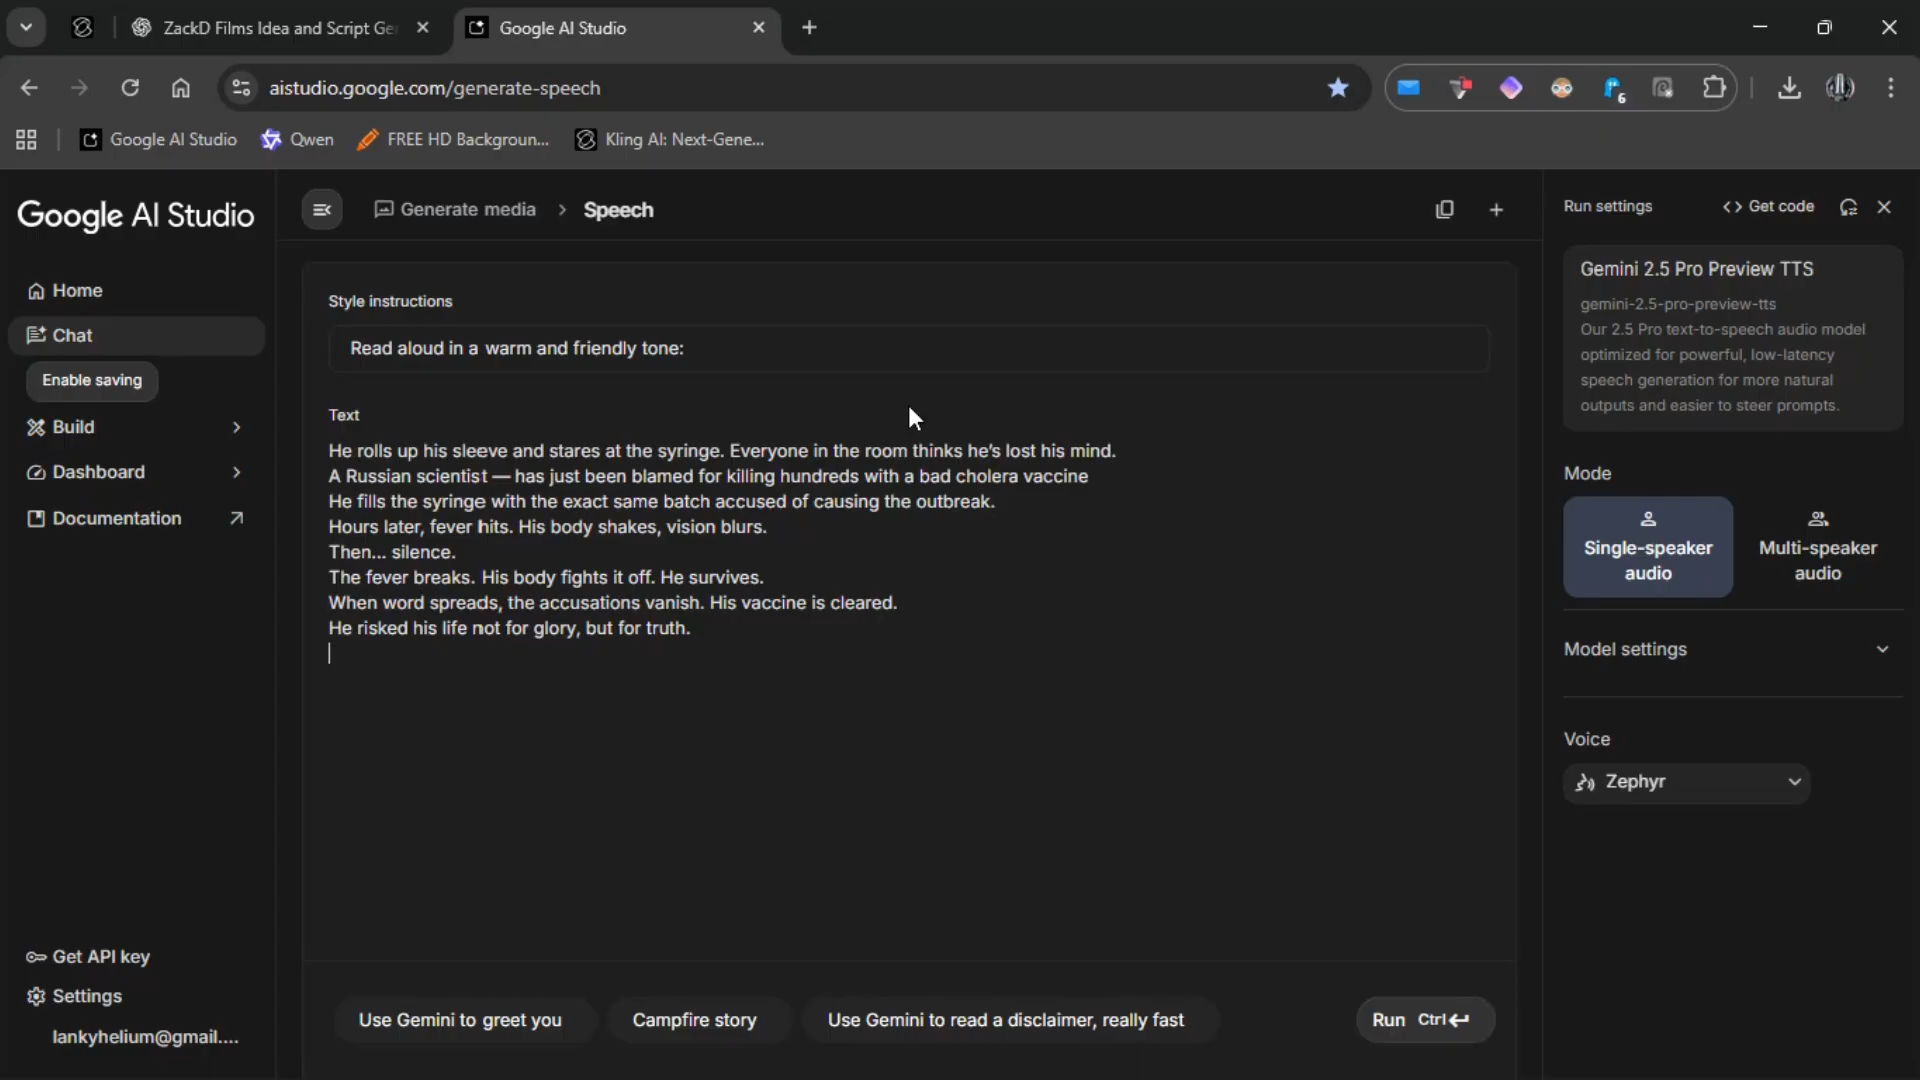 ZackD Films Idea and Script Ge
Google AI Studio
aistudio.google.com/generate-speech
6
Google AI Studio
Qwen
FREE HD Backgroun...
Kling AI: Next-Gene...
Google AI Studio
Home
Chat
Enable saving
Build
Dashboard
Documentation
Get API key
Settings
lankyhelium@gmail....
Generate media > Speech
Style instructions
Read aloud in a warm and friendly tone:
Text
He rolls up his sleeve and stares at the syringe. Everyone in the room thinks he's lost his mind.
A Russian scientist — has just been blamed for killing hundreds with a bad cholera vaccine
He fills the syringe with the exact same batch accused of causing the outbreak.
Hours later, fever hits. His body shakes, vision blurs.
Then... silence.
The fever breaks. His body fights it off. He survives.
When word spreads, the accusations vanish. His vaccine is cleared.
He risked his life not for glory, but for truth.
Use Gemini to greet you
Campfire story
Use Gemini to read a disclaimer, really fast
Run Ctrl↵
Run settings
<> Get code
Gemini 2.5 Pro Preview TTS
gemini-2.5-pro-preview-tts
Our 2.5 Pro text-to-speech audio model
optimized for powerful, low-latency
speech generation for more natural
outputs and easier to steer prompts.
Mode
Single-speaker
audio
Multi-speaker
audio
Model settings
Voice
Zephyr